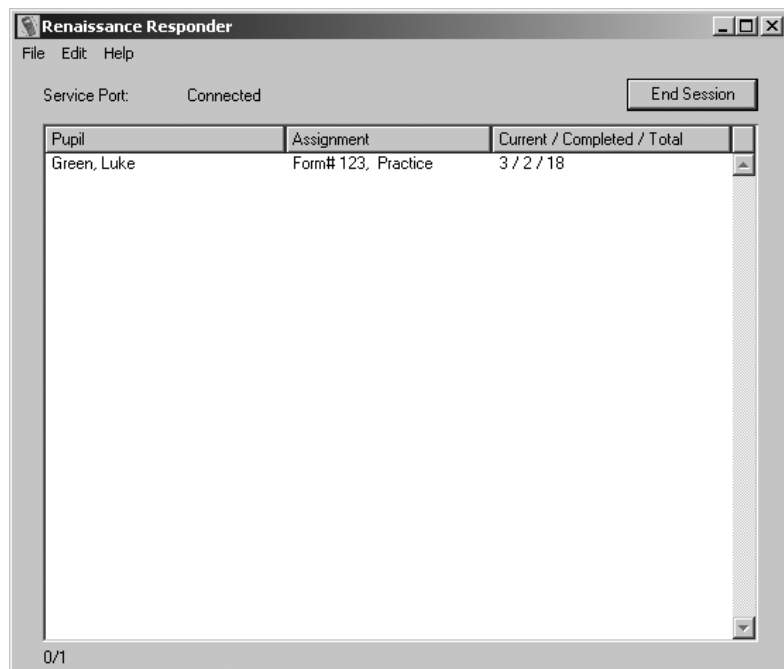 Renaissance Responder
File Edit Help
Service Port: Connected End Session
Pupil Assignment Current / Completed / Total
Green, Luke Form# 123, Practice 3 / 2 / 18
0/1